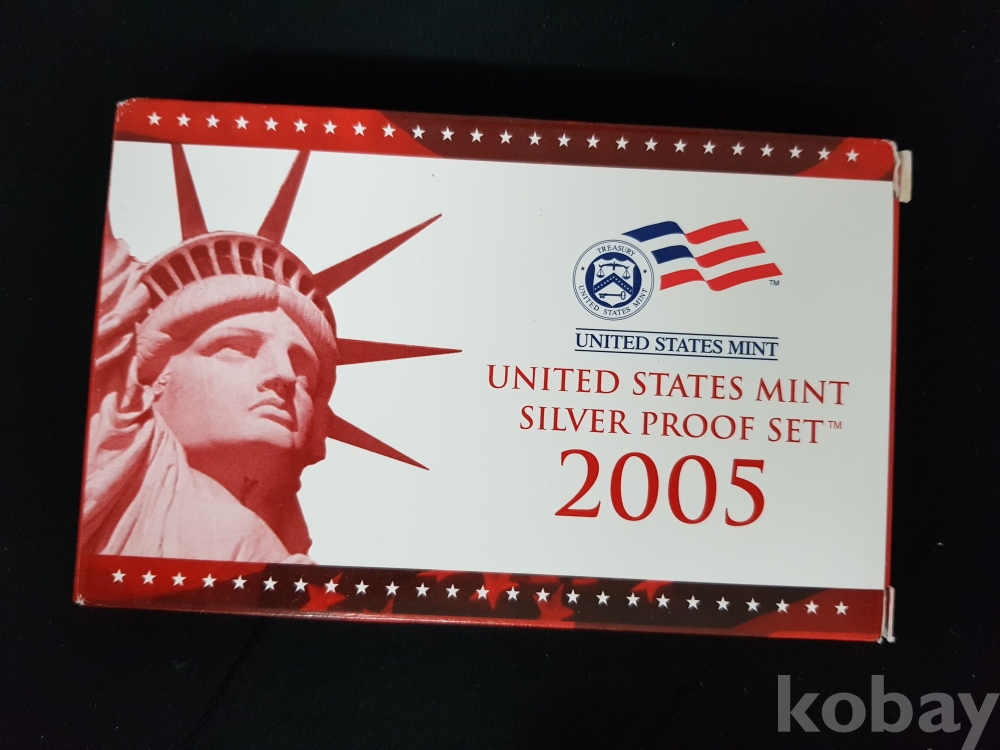 TREASURY
UNITED STATES MINT
TM
UNITED STATES MINT
UNITED STATES MINT
SILVER PROOF SET™
2005
kobay